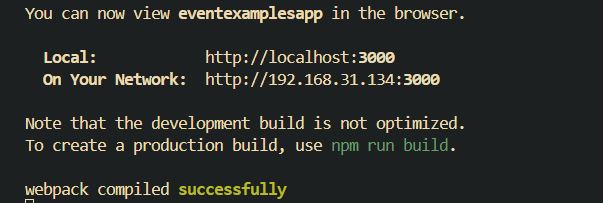 You can now view eventexamplesapp in the browser.
Local: http://localhost:3000
On Your Network: http://192.168.31.134:3000
Note that the development build is not optimized.
To create a production build, use npm run build.
webpack compiled successfully